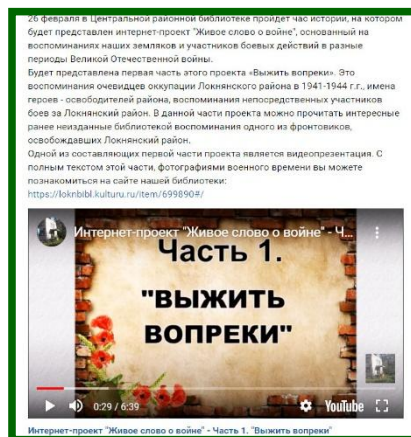 26 февраля в Центральной районной библиотеке пройдет час истории, на котором
будет представлен интернет-проект "Живое слово о войне", основанный на
воспоминаниях наших земляков и участников боевых действий в разные
периоды Великой Отечественной войны.
Будет представлена первая часть этого проекта «Выжить вопреки». Это
воспоминания очевидцев оккупации Локнянского района в 1941-1944 г.г., имена
героев - освободителей района, воспоминания непосредственных участников
боев за Локнянский район. В данной части проекта можно прочитать интересные
ранее неизданные библиотекой воспоминания одного из фронтовиков,
освобождавших Локнянский район.
Одной из составляющих первой части проекта является видеопрезентация. С
полным текстом этой части, фотографиями военного времени вы можете
познакомиться на сайте нашей библиотеки:
https://loknbibl.kulturu.ru/item/699890#/
Интернет-проект "Живое слово о войне" - Ч...
Часть 1.
"ВЫЖИТЬ
ВОПРЕКИ"
0:29 / 6:39
YouTube
Интернет-проект "Живое слово о войне" - Часть 1. "Выжить вопреки"